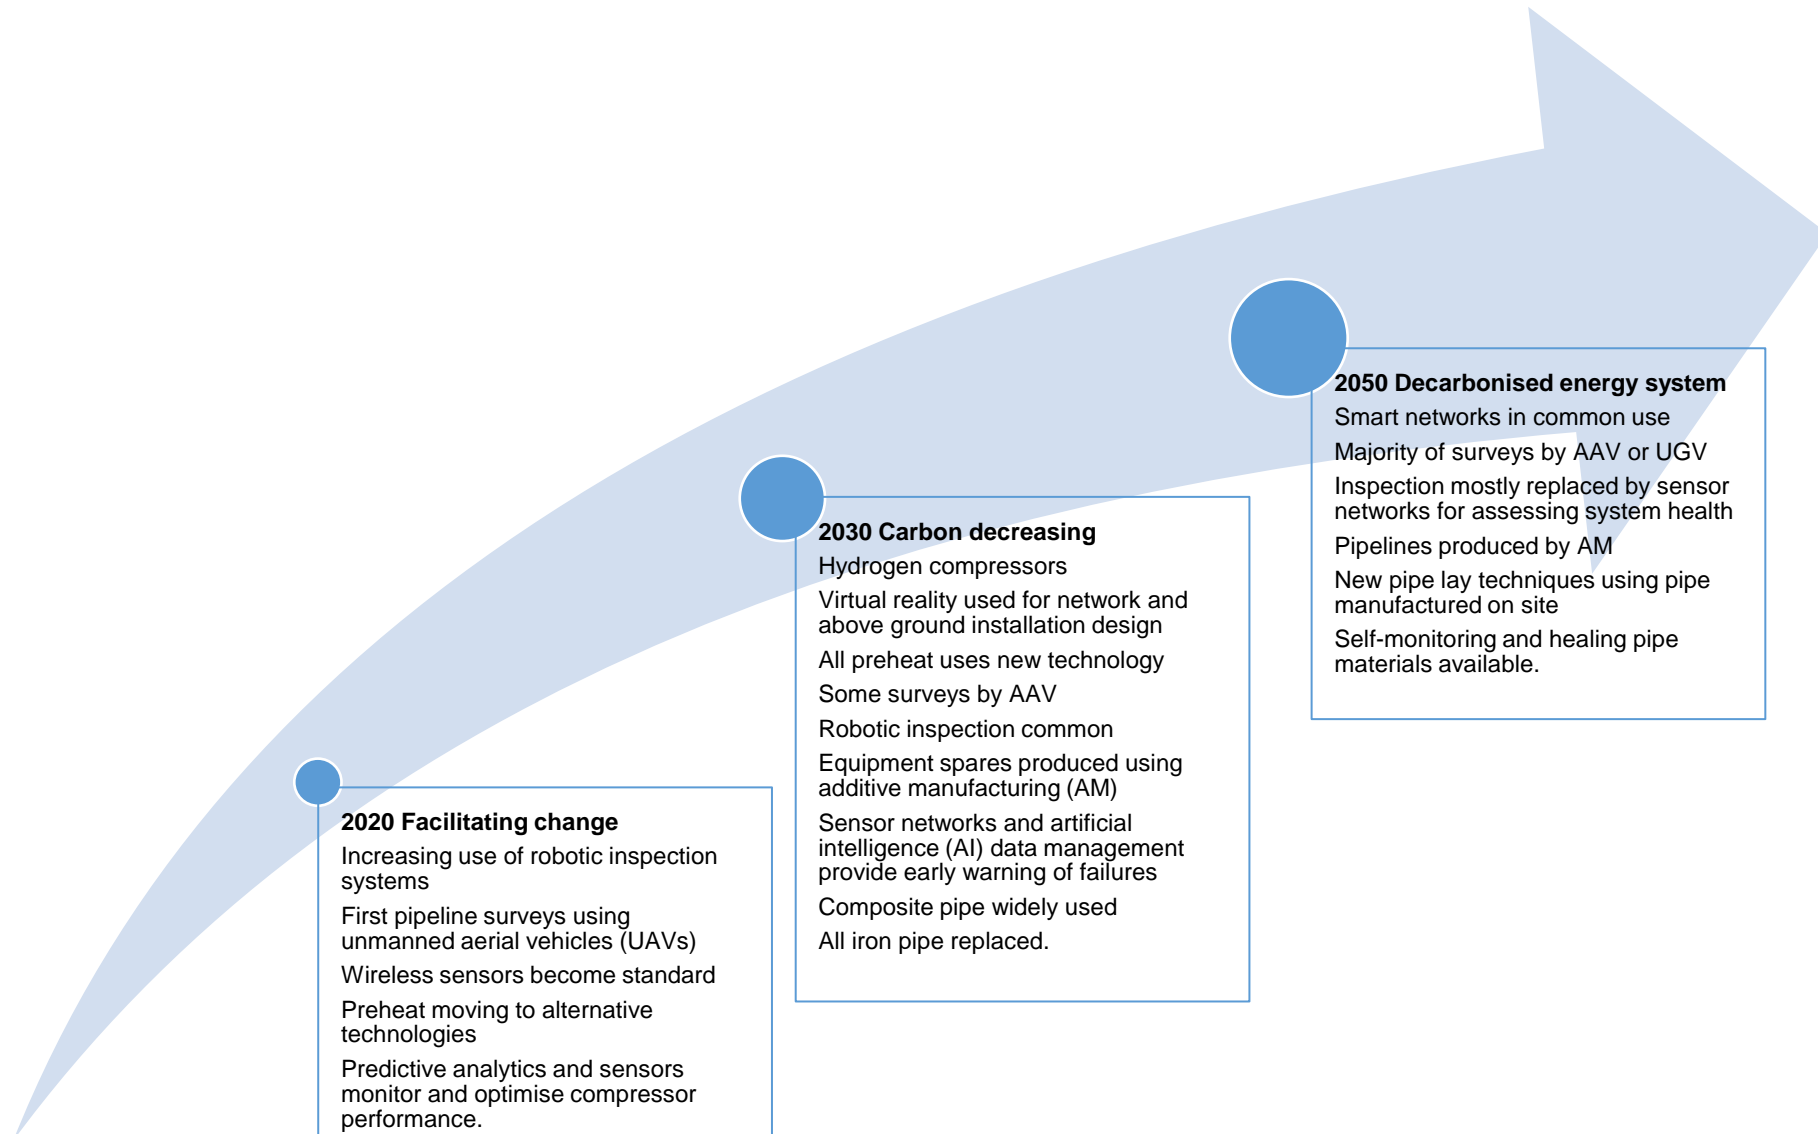 2020 Facilitating change
Increasing use of robotic inspection
systems
First pipeline surveys using
unmanned aerial vehicles (UAVs)
Wireless sensors become standard
Preheat moving to alternative
technologies
Predictive analytics and sensors
monitor and optimise compressor
performance.
2030 Carbon decreasing
Hydrogen compressors
Virtual reality used for network and
above ground installation design
All preheat uses new technology
Some surveys by AAV
Robotic inspection common
Equipment spares produced using
additive manufacturing (AM)
Sensor networks and artificial
intelligence (AI) data management
provide early warning of failures
Composite pipe widely used
All iron pipe replaced.
2050 Decarbonised energy system
Smart networks in common use
Majority of surveys by AAV or UGV
Inspection mostly replaced by sensor
networks for assessing system health
Pipelines produced by AM
New pipe lay techniques using pipe
manufactured on site
Self-monitoring and healing pipe
materials available.